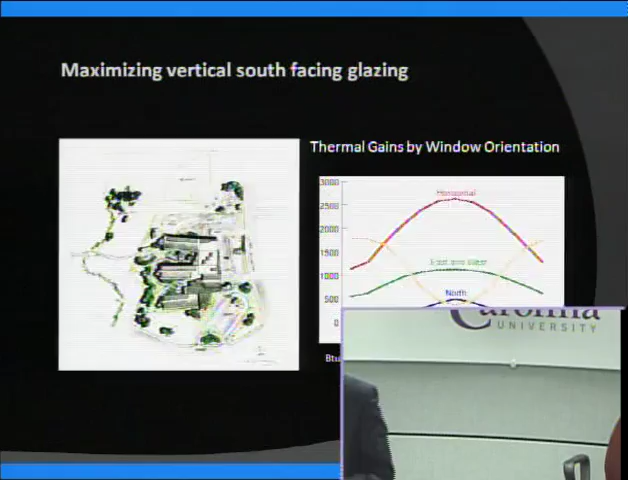 Maximizing vertical south facing glazing
Thermal Gains by Window Orientation
3000
2500
2000
1500
1000
500
0
Horizontal
East and West
North
Btu
Carolina
UNIVERSITY